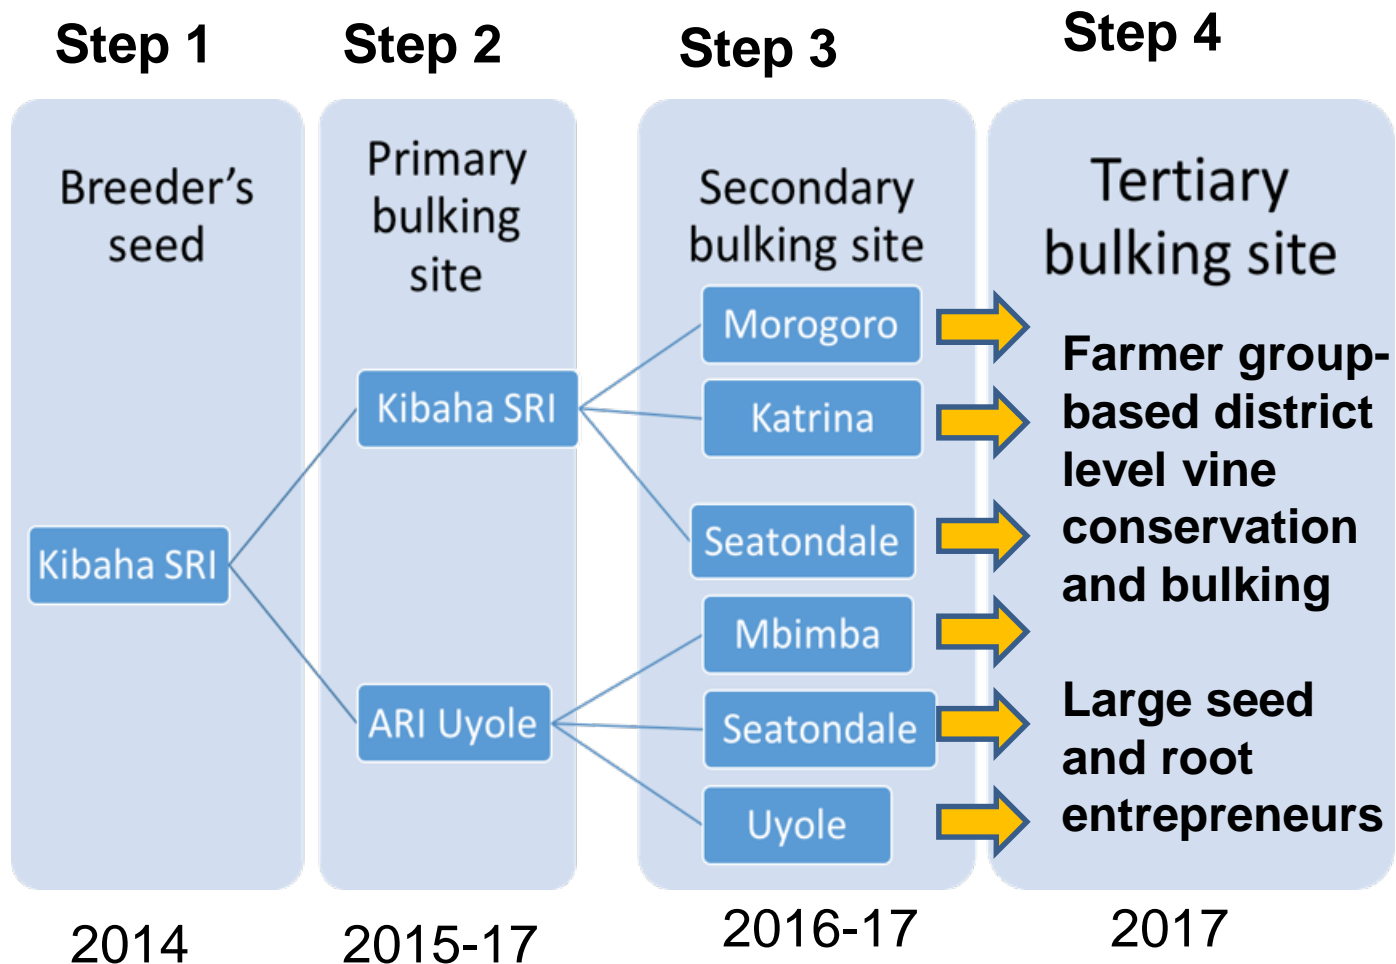 Step 1
Step 2
Step 3
Step 4
Breeder's
seed
Primary
bulking
site
Secondary
bulking site
Tertiary
bulking site
Kibaha SRI
Kibaha SRI
ARI Uyole
Morogoro
Katrina
Seatondale
Mbimba
Seatondale
Uyole
Farmer group-
based district
level vine
conservation
and bulking
Large seed
and root
entrepreneurs
2014
2015-17
2016-17
2017